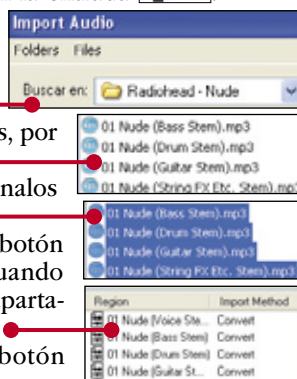 Import Audio
Folders Files
Buscar en: Radiohead - Nude
s, por
01 Nude (Bass Stem).mp3
01 Nude (Drum Stem).mp3
01 Nude (Guitar Stem).mp3
01 Nude (String FX Etc. Stem).mp3
nalos
01 Nude (Bass Stem).mp3
01 Nude (Drum Stem).mp3
01 Nude (Guitar Stem).mp3
01 Nude (String FX Etc. Stem).mp3
botón
uando
parta-
Region Import Method
01 Nude (Voice Ste... Convert
01 Nude (Bass Stem) Convert
01 Nude (Drum Stem) Convert
01 Nude (Guitar St... Convert
botón